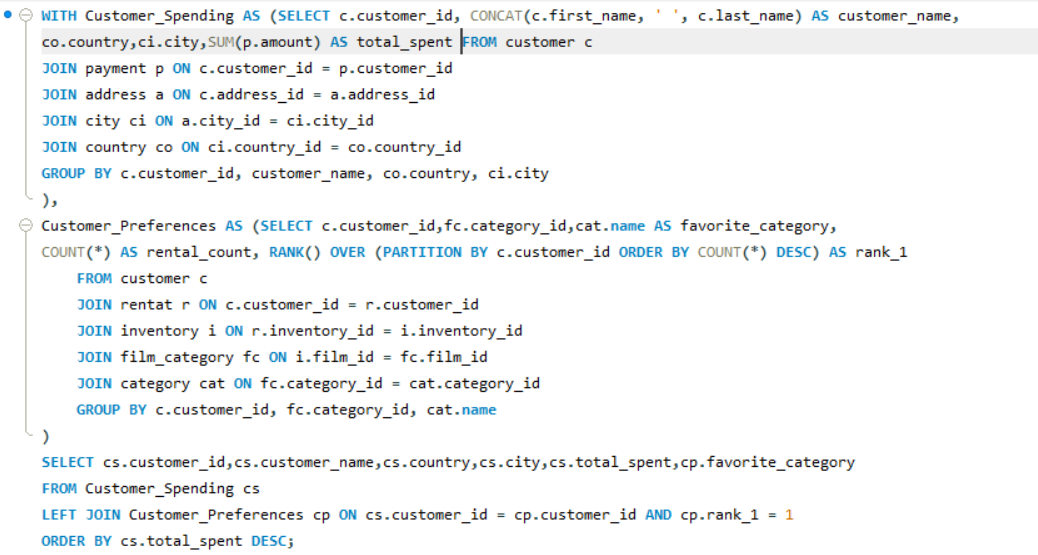 WITH Customer_Spending AS (SELECT c.customer_id, CONCAT(c.first_name, ' ', c.last_name) AS customer_name,
co.country,ci.city,SUM(p.amount) AS total_spent FROM customer c
JOIN payment p ON c.customer_id = p.customer_id
JOIN address a ON c.address_id = a.address_id
JOIN city ci ON a.city_id = ci.city_id
JOIN country co ON ci.country_id = co.country_id
GROUP BY c.customer_id, customer_name, co.country, ci.city
),
Customer_Preferences AS (SELECT c.customer_id,fc.category_id,cat.name AS favorite_category,
COUNT(*) AS rental_count, RANK() OVER (PARTITION BY c.customer_id ORDER BY COUNT(*) DESC) AS rank_1
FROM customer c
JOIN rentat r ON c.customer_id = r.customer_id
JOIN inventory i ON r.inventory_id = i.inventory_id
JOIN film_category fc ON i.film_id = fc.film_id
JOIN category cat ON fc.category_id = cat.category_id
GROUP BY c.customer_id, fc.category_id, cat.name
)
SELECT cs.customer_id,cs.customer_name,cs.country,cs.city,cs.total_spent,cp.favorite_category
FROM Customer_Spending cs
LEFT JOIN Customer_Preferences cp ON cs.customer_id = cp.customer_id AND cp.rank_1 = 1
ORDER BY cs.total_spent DESC;